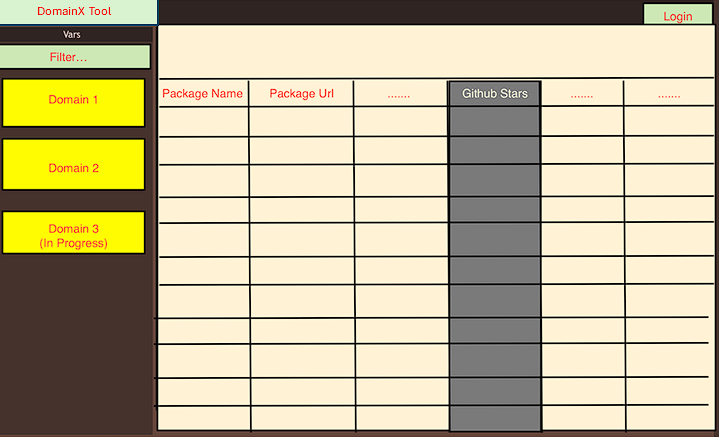 DomainX Tool
Login
Vars
Filter...
Domain 1
Domain 2
Domain 3
(In Progress)
Package Name
Package Url
.......
Github Stars
.......
.......